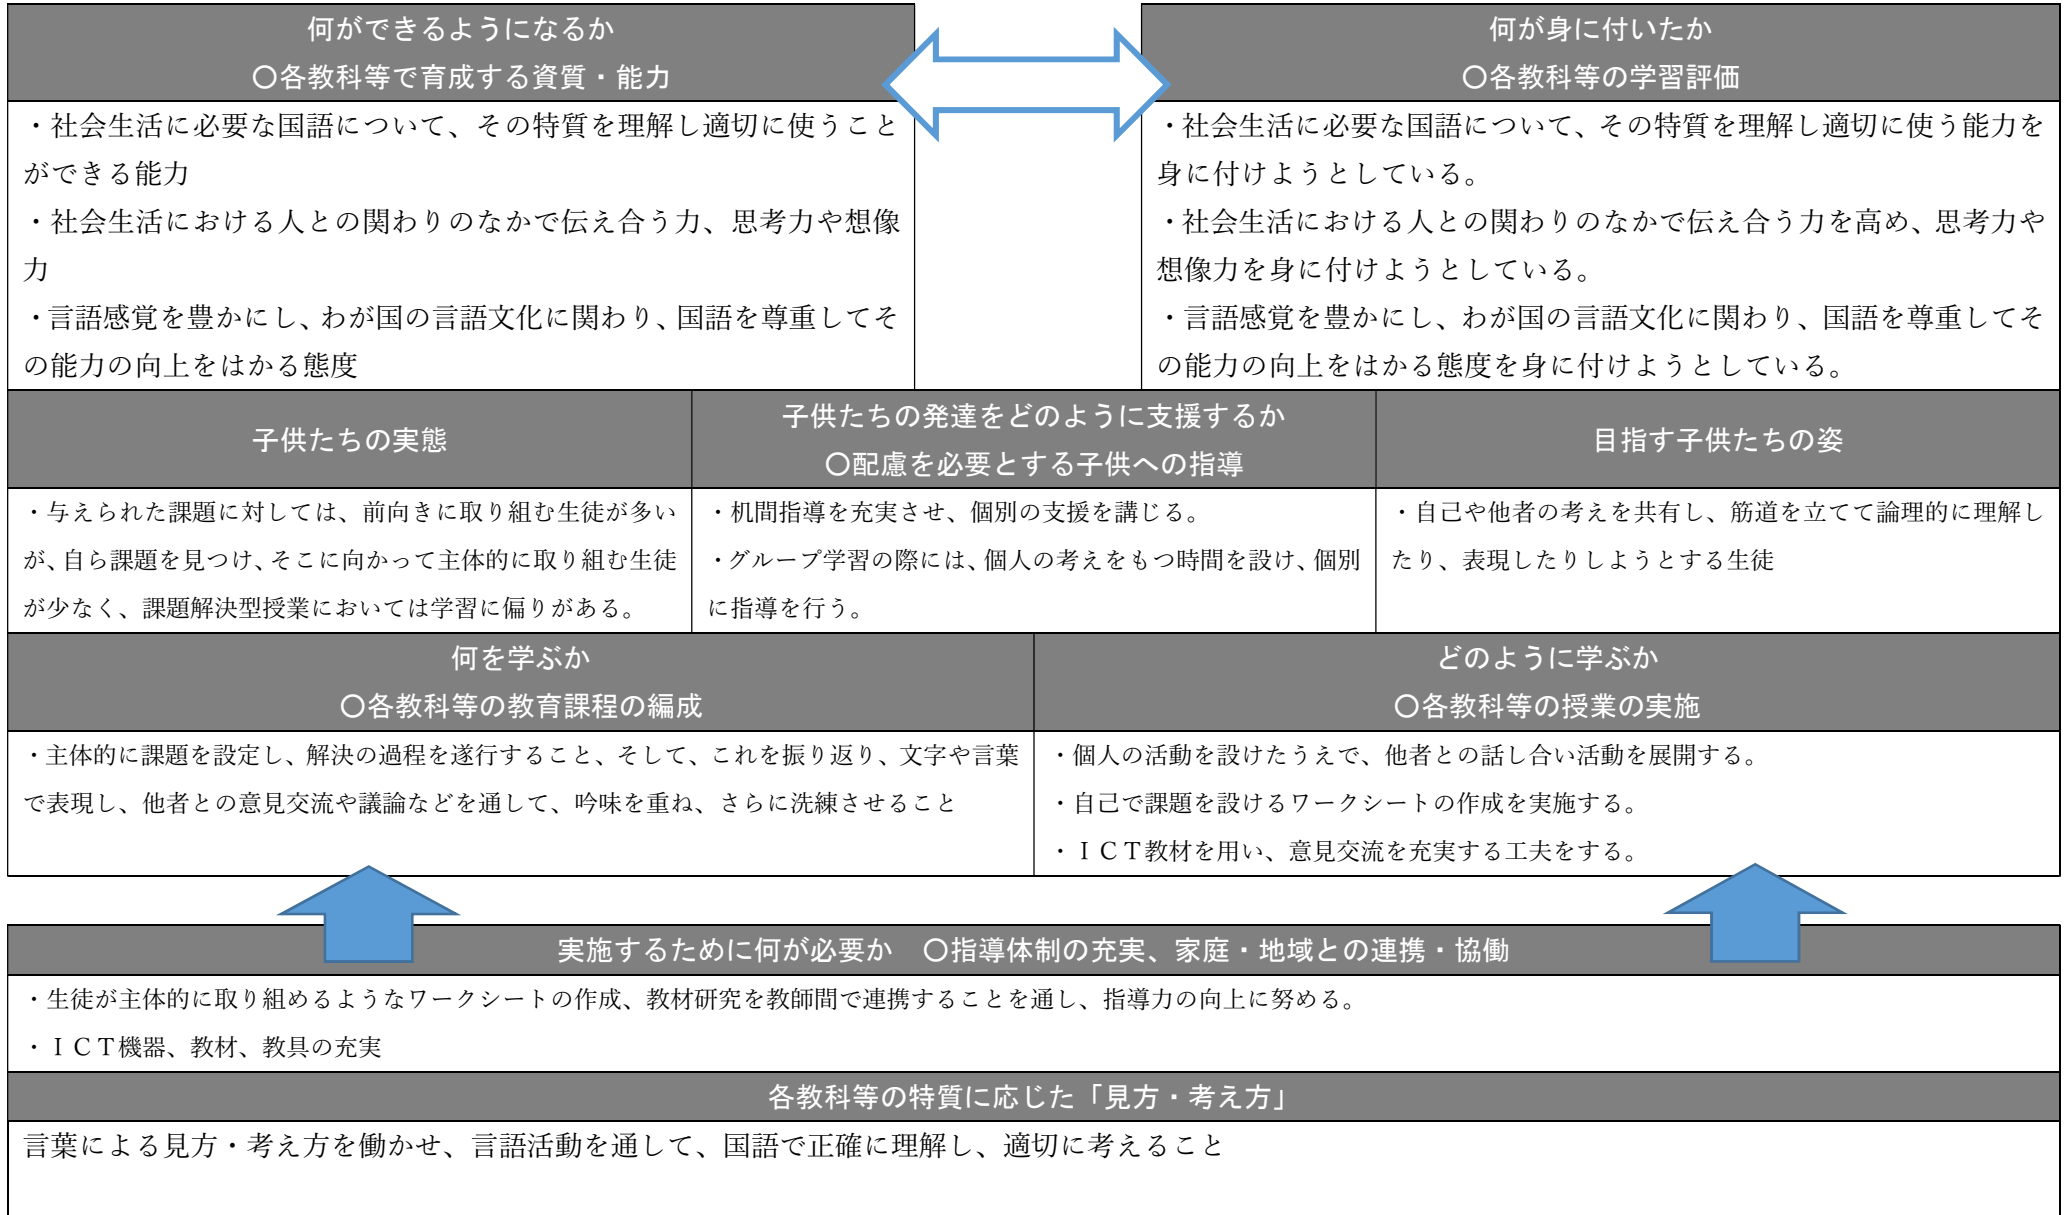 何ができるようになるか
〇各教科等で育成する資質・能力
・社会生活に必要な国語について、その特質を理解し適切に使うこと
ができる能力
・社会生活における人との関わりのなかで伝え合う力、思考力や想像
力
・言語感覚を豊かにし、わが国の言語文化に関わり、国語を尊重してそ
の能力の向上をはかる態度
何が身に付いたか
〇各教科等の学習評価
・社会生活に必要な国語について、その特質を理解し適切に使う能力を
身に付けようとしている。
・社会生活における人との関わりのなかで伝え合う力を高め、思考力や
想像力を身に付けようとしている。
・言語感覚を豊かにし、わが国の言語文化に関わり、国語を尊重してそ
の能力の向上をはかる態度を身に付けようとしている。
子供たちの実態
・与えられた課題に対しては、前向きに取り組む生徒が多い
が、自ら課題を見つけ、そこに向かって主体的に取り組む生徒
が少なく、課題解決型授業においては学習に偏りがある。
子供たちの発達をどのように支援するか
〇配慮を必要とする子供への指導
・机間指導を充実させ、個別の支援を講じる。
・グループ学習の際には、個人の考えをもつ時間を設け、個別
に指導を行う。
目指す子供たちの姿
・自己や他者の考えを共有し、筋道を立てて論理的に理解し
たり、表現したりしようとする生徒
何を学ぶか
〇各教科等の教育課程の編成
・主体的に課題を設定し、解決の過程を遂行すること、そして、これを振り返り、文字や言葉
で表現し、他者との意見交流や議論などを通して、吟味を重ね、さらに洗練させること
どのように学ぶか
〇各教科等の授業の実施
・個人の活動を設けたうえで、他者との話し合い活動を展開する。
・自己で課題を設けるワークシートの作成を実施する。
・ＩＣＴ教材を用い、意見交流を充実する工夫をする。
実施するために何が必要か　〇指導体制の充実、家庭・地域との連携・協働
・生徒が主体的に取り組めるようなワークシートの作成、教材研究を教師間で連携することを通し、指導力の向上に努める。
・ＩＣＴ機器、教材、教具の充実
各教科等の特質に応じた「見方・考え方」
言葉による見方・考え方を働かせ、言語活動を通して、国語で正確に理解し、適切に考えること